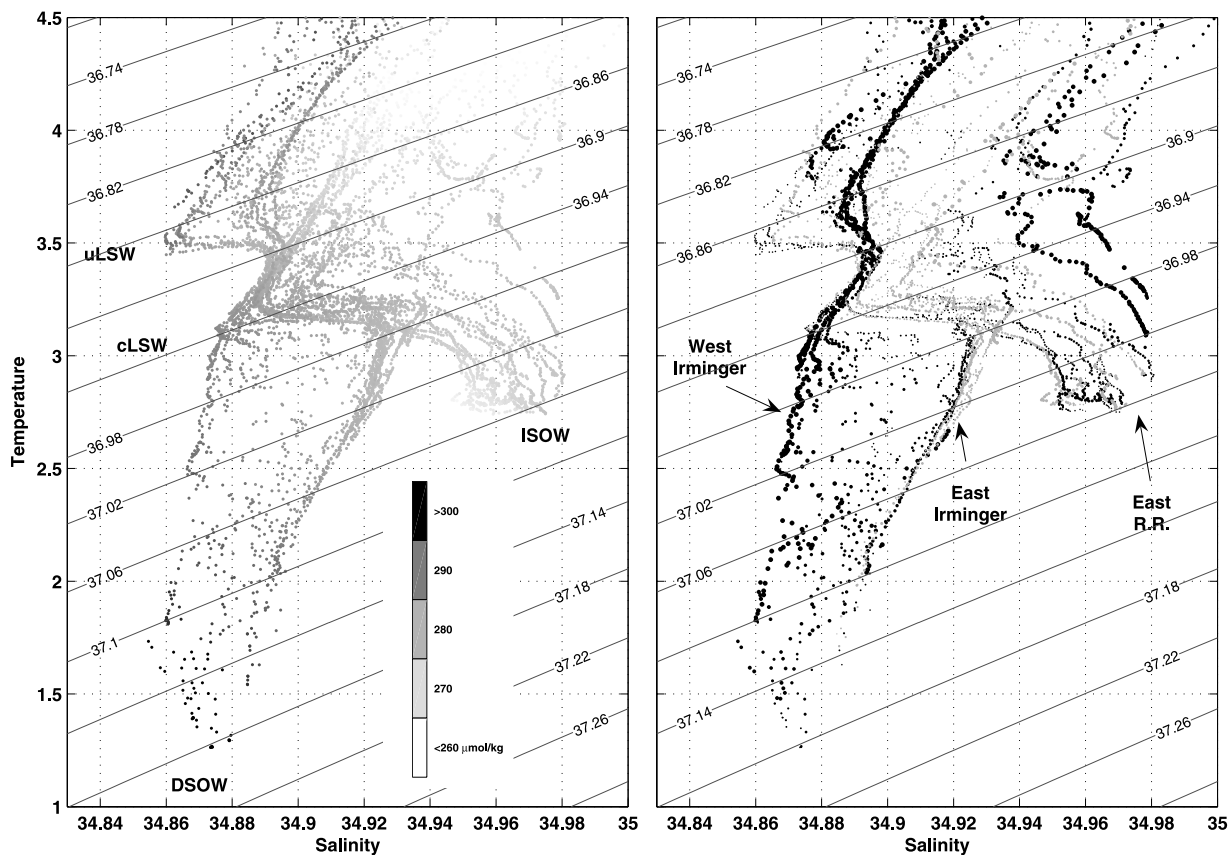 4.5
4
3.5
3
2.5
2
1.5
1
Temperature
36.74
36.78
36.82
36.86
36.9
36.94
36.98
37.02
37.06
37.1
37.14
37.18
37.22
37.26
uLSW
cLSW
ISOW
DSOW
>300
290
280
270
<260 μmol/kg
34.84 34.86 34.88 34.9 34.92 34.94 34.96 34.98 35
Salinity
36.74
36.78
36.82
36.86
36.86
36.9
36.94
36.98
37.02
37.06
37.14
37.14
37.18
37.22
37.26
West
Irminger
East
Irminger
East
R.R.
34.84 34.86 34.88 34.9 34.92 34.94 34.96 34.98 35
Salinity